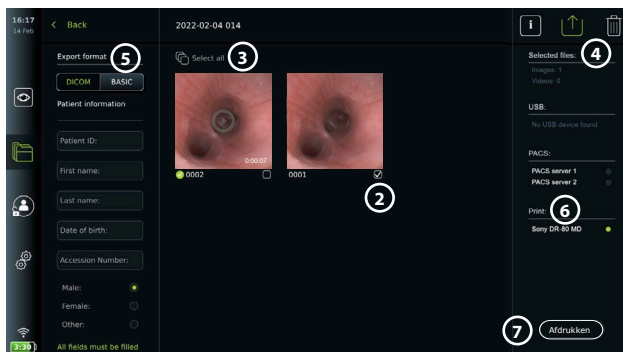 16:17
14 Feb
Back
2022-02-04 014
i
Export format
5
DICOM
BASIC
Patient information
Patient ID:
First name:
Last name:
Date of birth:
Accession Number:
Male:
Female:
Other:
All fields must be filled
3:30
Select all
3
0:00:07
0002
0001
2
4
Selected files:
Images: 1
Videos: 0
USB:
No USB device found
PACS:
PACS server 1
PACS server 2
Print:
6
Sony DR-80 MD
7
Afdrukken